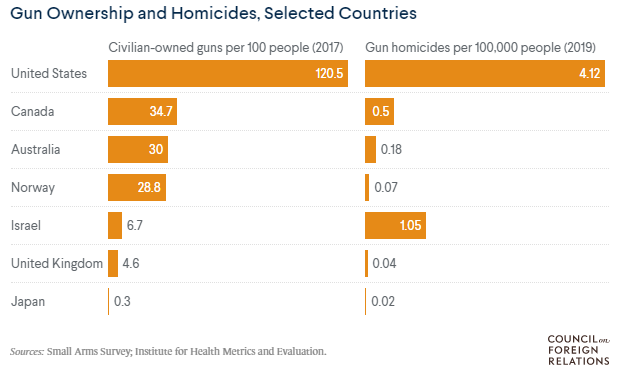 Gun Ownership and Homicides, Selected Countries
Civilian-owned guns per 100 people (2017) Gun homicides per 100,000 people (2019)
United States 120.5 4.12
Canada 34.7 0.5
Australia 30 0.18
Norway 28.8 0.07
Israel 6.7 1.05
United Kingdom 4.6 0.04
Japan 0.3 0.02
Sources: Small Arms Survey; Institute for Health Metrics and Evaluation.
COUNCIL on
FOREIGN
RELATIONS